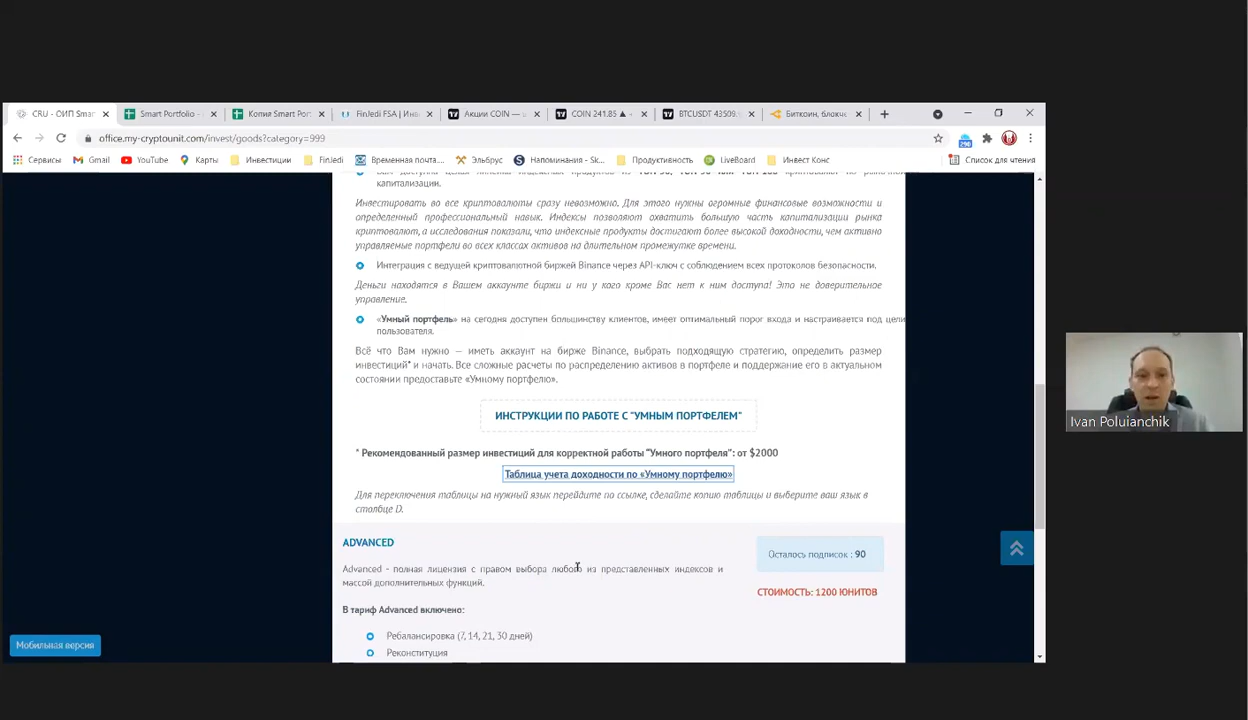 CRU - ОИП Smar
Smart Portfolio -
Копия Smart Port
FinJedi FSA | Инв
Акции COIN —
COIN 241.85 ▲
BTCUSDT 43509.
Биткоин, блокче
office.my-cryptounit.com/invest/goods?category=999
Сервисы
Gmail
YouTube
Карты
Инвестиции
FinJedi
Временная почта....
Эльбрус
Напоминания - Sk...
Продуктивность
LiveBoard
Инвест Конс
Список для чтения
капитализации.
Инвестировать во все криптовалюты сразу невозможно. Для этого нужны огромные финансовые возможности и
определенный профессиональный навык. Индексы позволяют охватить большую часть капитализации рынка
криптовалют, а исследования показали, что индексные продукты достигают более высокой доходности, чем активно
управляемые портфели во всех классах активов на длительном промежутке времени.
Интеграция с ведущей криптовалютной биржей Binance через API-ключ с соблюдением всех протоколов безопасности.
Деньги находятся в Вашем аккаунте биржи и ни у кого кроме Вас нет к ним доступа! Это не доверительное
управление.
«Умный портфель» на сегодня доступен большинству клиентов, имеет оптимальный порог входа и настраивается под цели
пользователя.
Всё что Вам нужно — иметь аккаунт на бирже Binance, выбрать подходящую стратегию, определить размер
инвестиций* и начать. Все сложные расчеты по распределению активов в портфеле и поддержание его в актуальном
состоянии предоставьте «Умному портфелю».
ИНСТРУКЦИИ ПО РАБОТЕ С "УМНЫМ ПОРТФЕЛЕМ"
* Рекомендованный размер инвестиций для корректной работы "Умного портфеля": от $2000
Таблица учета доходности по «Умному портфелю»
Для переключения таблицы на нужный язык перейдите по ссылке, сделайте копию таблицы и выберите ваш язык в
столбце D.
ADVANCED
Осталось подписок : 90
Advanced - полная лицензия с правом выбора любого из представленных индексов и
массой дополнительных функций.
СТОИМОСТЬ: 1200 ЮНИТОВ
В тариф Advanced включено:
Ребалансировка (7, 14, 21, 30 дней)
Реконституция
Мобильная версия
Ivan Poluianchik